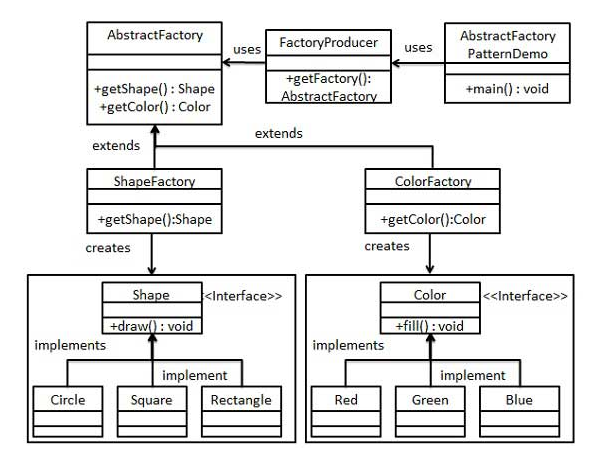 AbstractFactory
+getShape() : Shape
+getColor() : Color
uses
FactoryProducer
+getFactory():
AbstractFactory
uses
AbstractFactory
PatternDemo
+main() : void
extends
extends
ShapeFactory
+getShape():Shape
ColorFactory
+getColor():Color
creates
creates
Shape
<<Interface>>
+draw() : void
implements
implement
Circle
Square
Rectangle
Color
<<Interface>>
+fill() : void
implements
implement
Red
Green
Blue